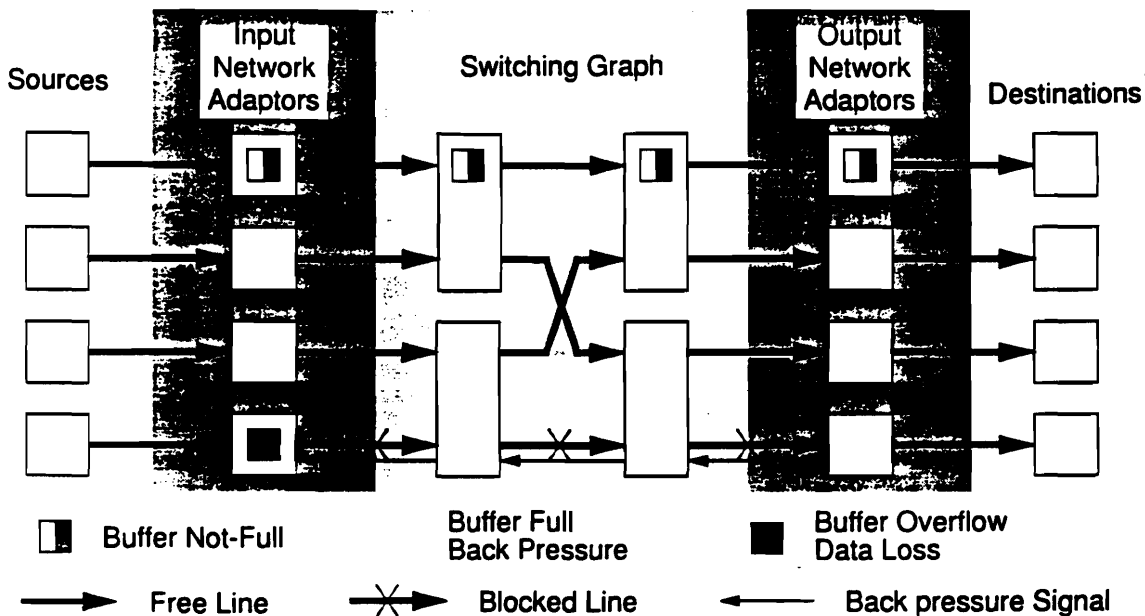 Input
Network
Adaptors
Output
Network
Adaptors
Sources
Switching Graph
Destinations
Buffer Not-Full
Buffer Full
Back Pressure
Buffer Overflow
Data Loss
Free Line
Blocked Line
Back pressure Signal